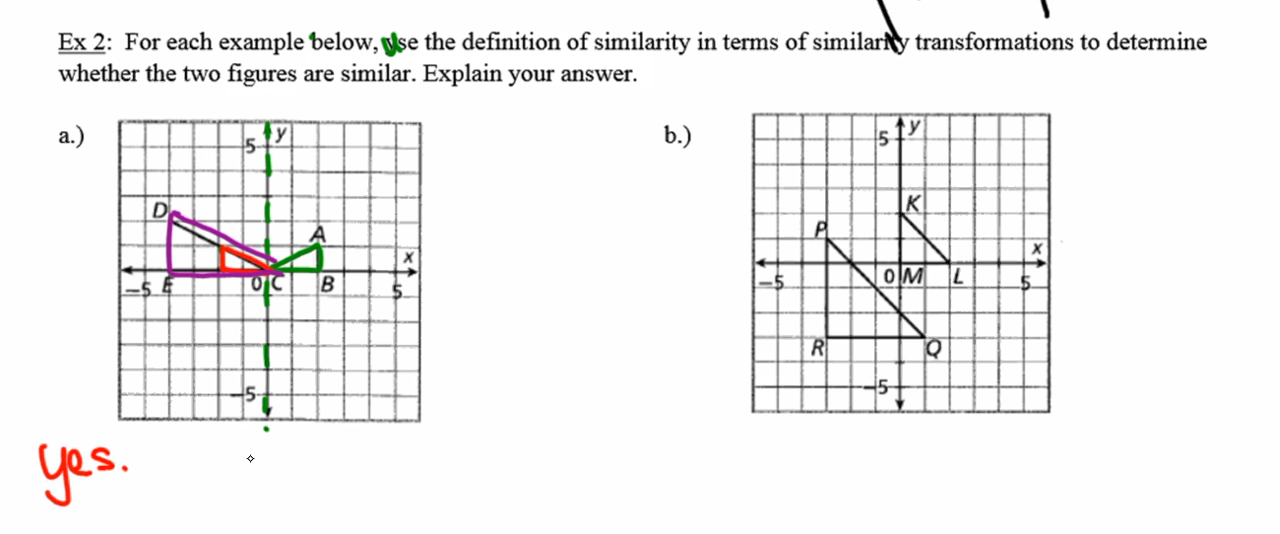 Ex 2: For each example below, use the definition of similarity in terms of similarity transformations to determine
whether the two figures are similar. Explain your answer.
a.)
y
5
D
A
x
-5 E 0 C B 5
-5
yes.
b.)
y
5
K
P
x
-5 0 M L 5
R Q
-5